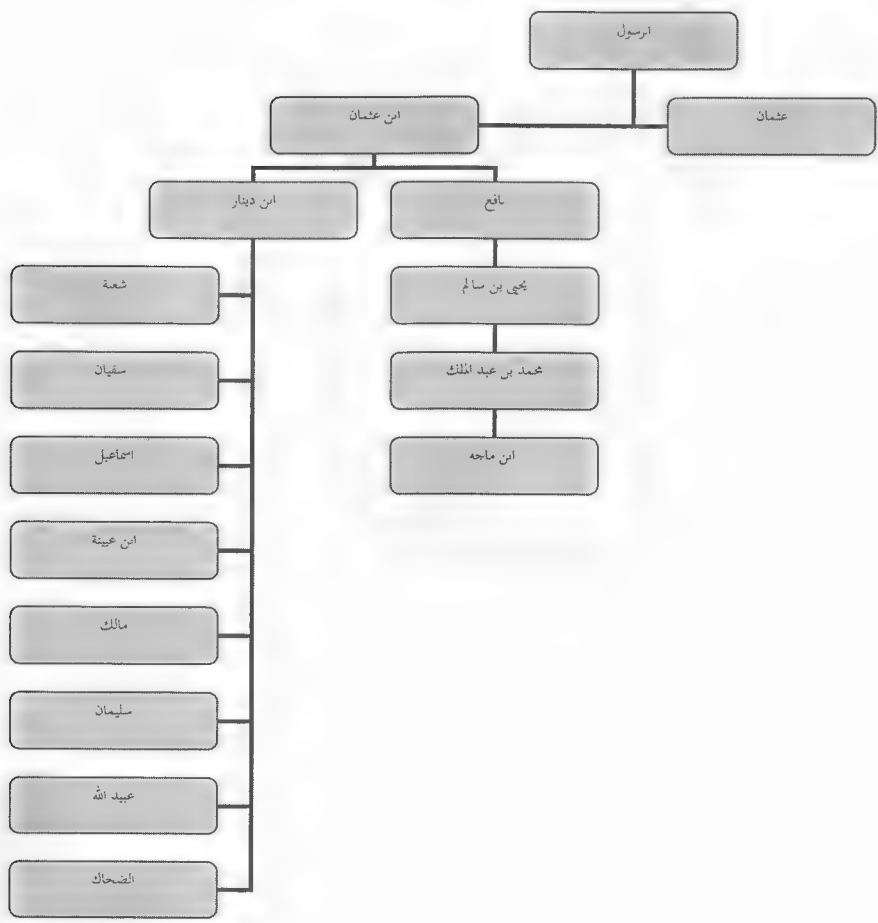 الرسول
عثمان
ابن عثمان
نافع
ابن دينار
يحيى بن سالم
شعبة
محمد بن عبد الملك
سفيان
ابن ماجه
اسماعيل
ابن عيينة
مالك
سليمان
عبيد الله
الضحاك